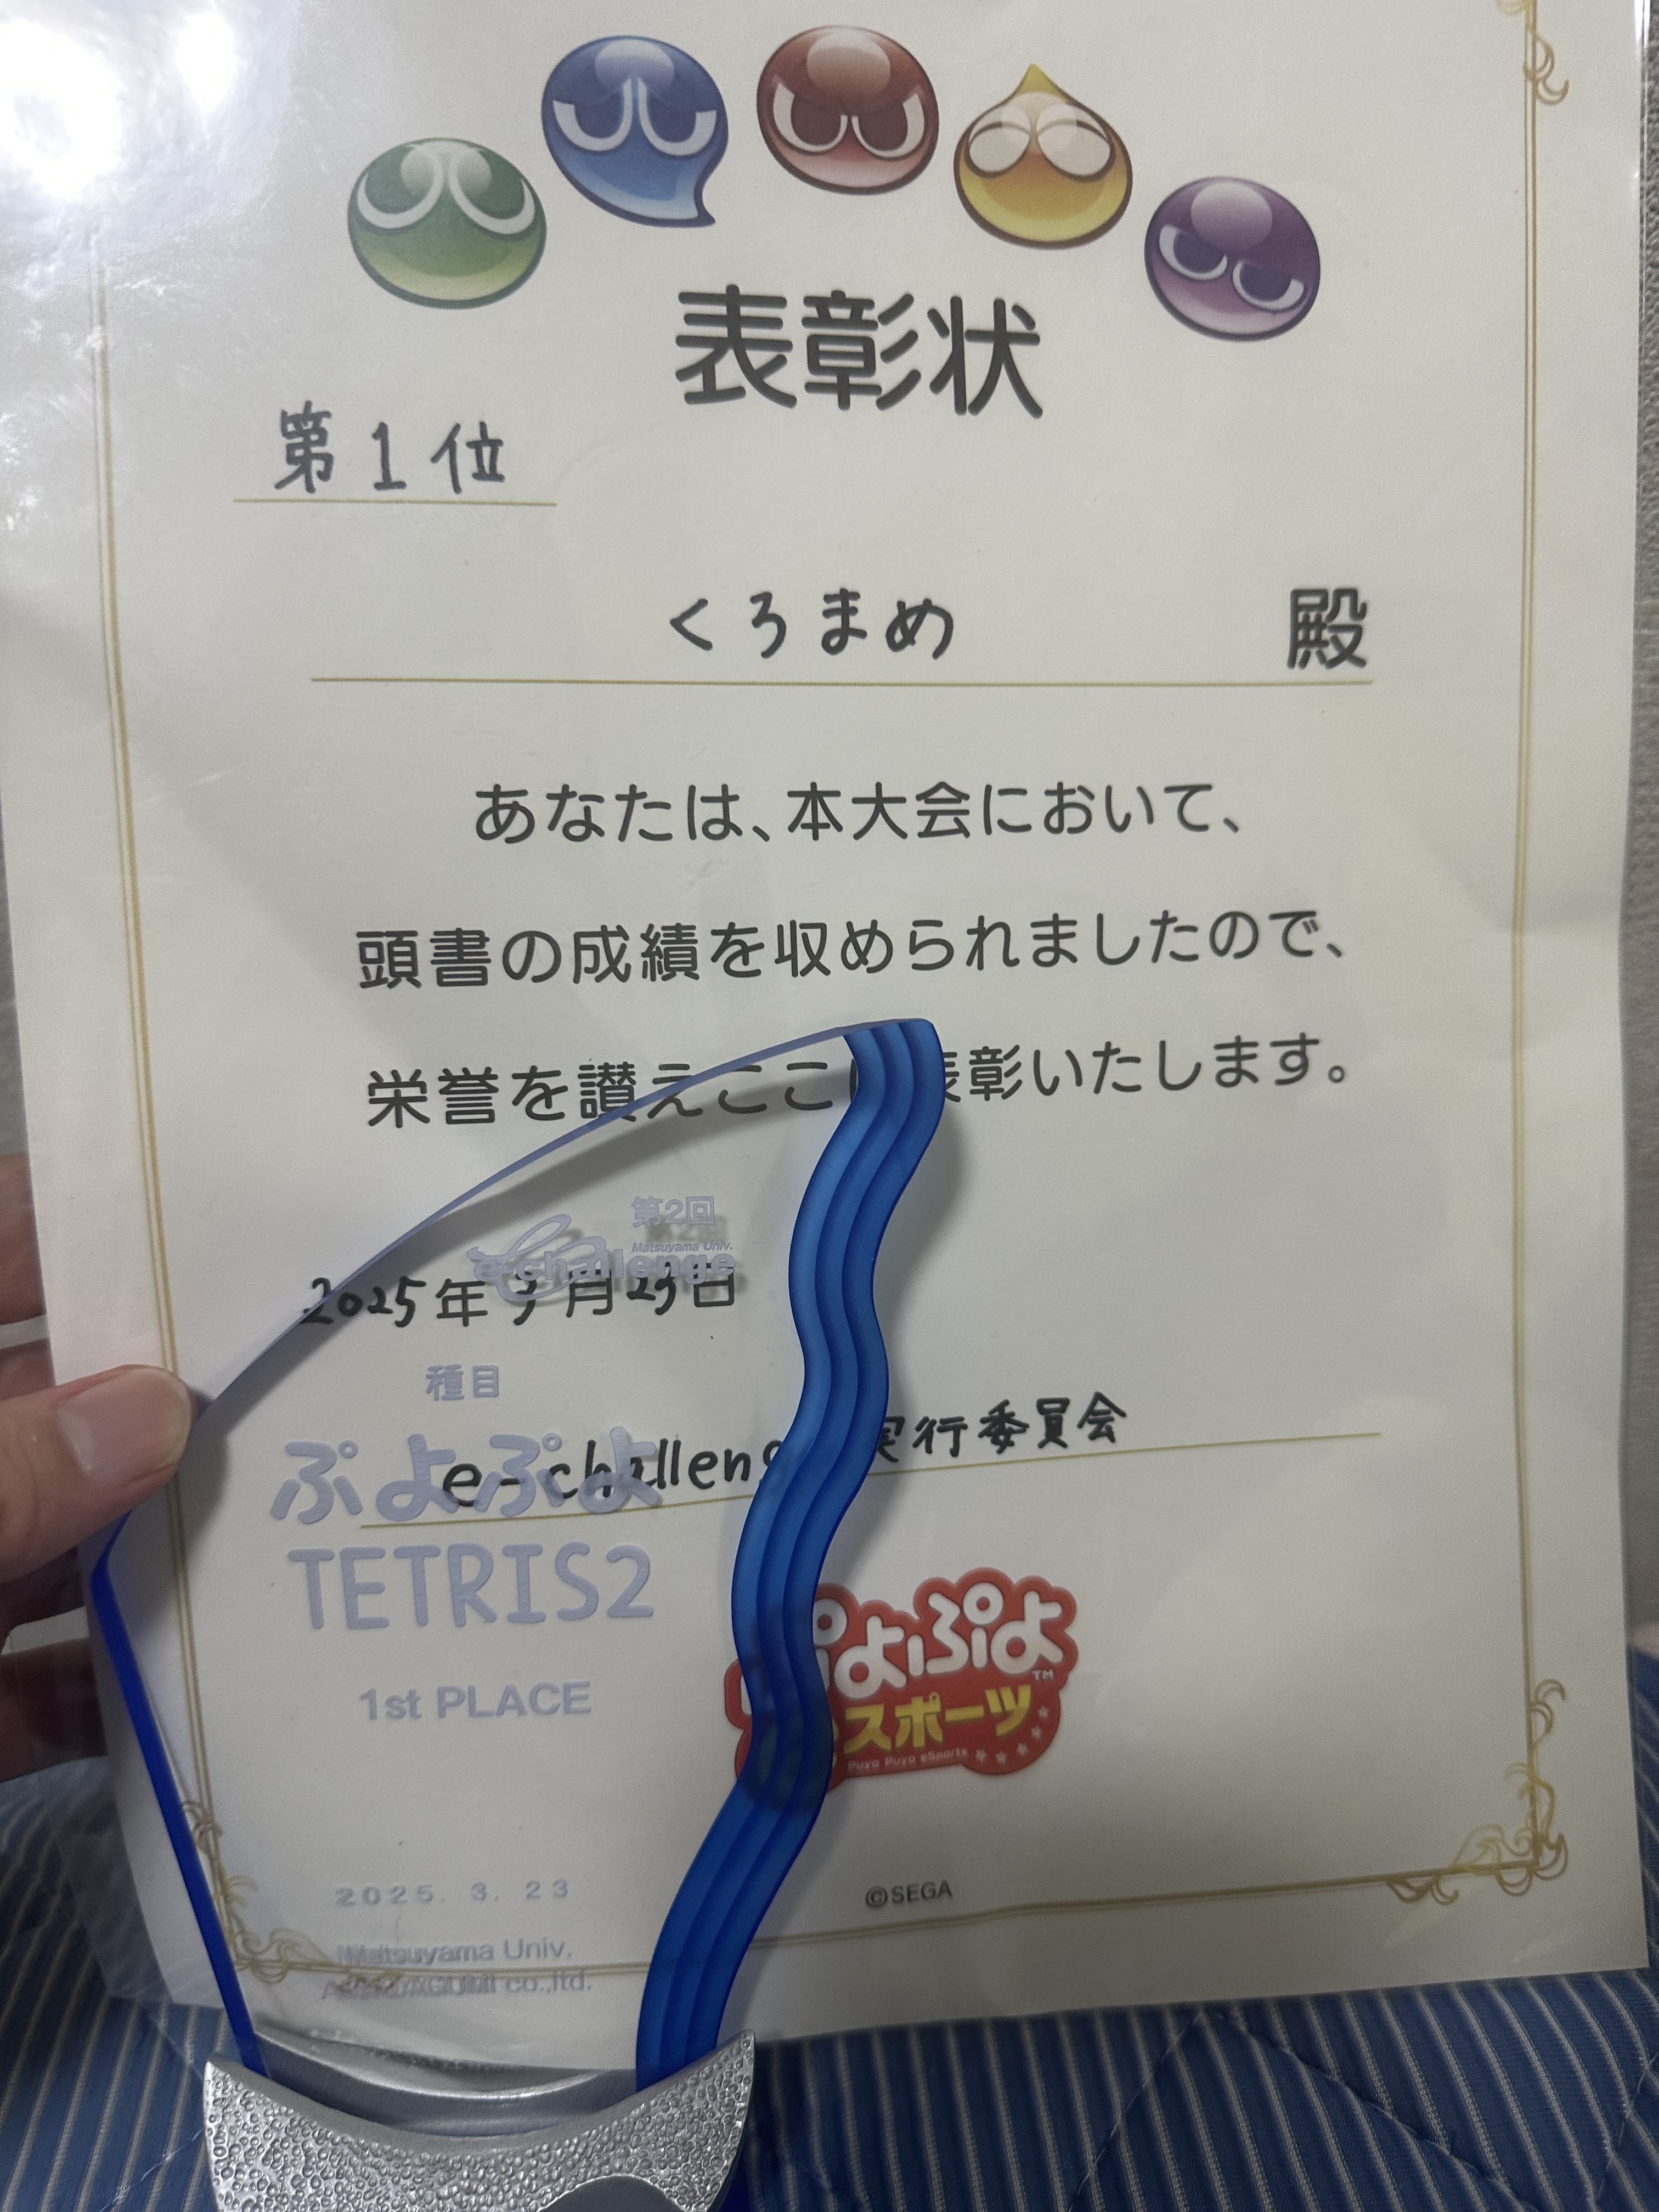 表彰状
第1位
くろまめ 殿
あなたは、本大会において、
頭書の成績を収められましたので、
栄誉を讃えここに表彰いたします。
第2回
Matsuyama Univ.
e-challenge
2025年3月23日
種目
e-challenge 実行委員会
ぷよぷよ
TETRIS2
1st PLACE
ぷよぷよ
eスポーツ
Puyo Puyo eSports
2025. 3. 23
©SEGA
Matsuyama Univ.
co.,ltd.